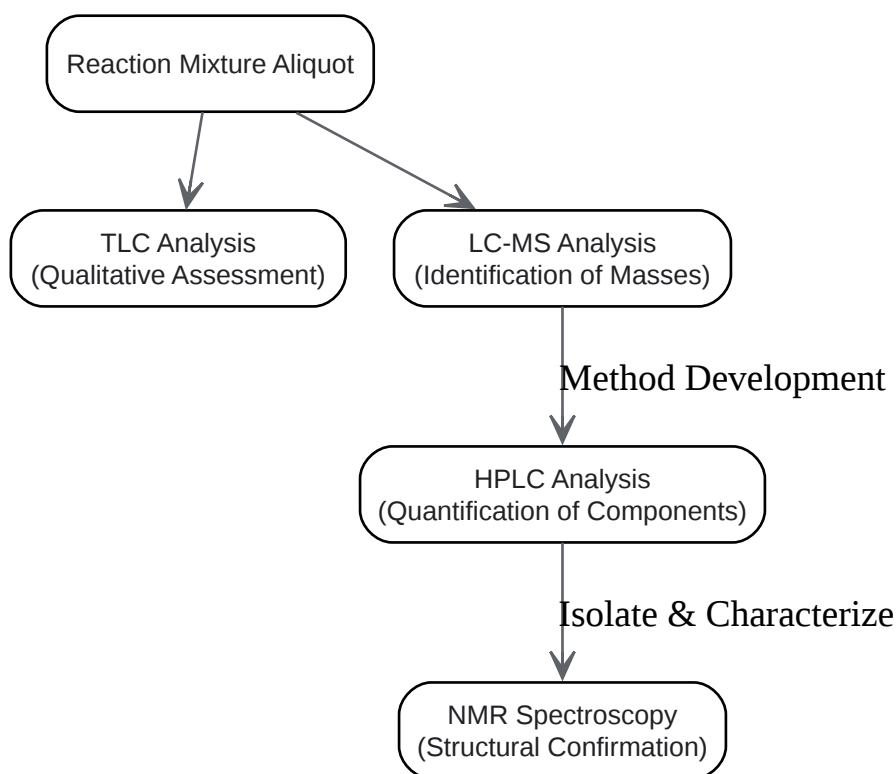 Reaction Mixture Aliquot
TLC Analysis
(Qualitative Assessment)
LC-MS Analysis
(Identification of Masses)
Method Development
HPLC Analysis
(Quantification of Components)
Isolate & Characterize
NMR Spectroscopy
(Structural Confirmation)